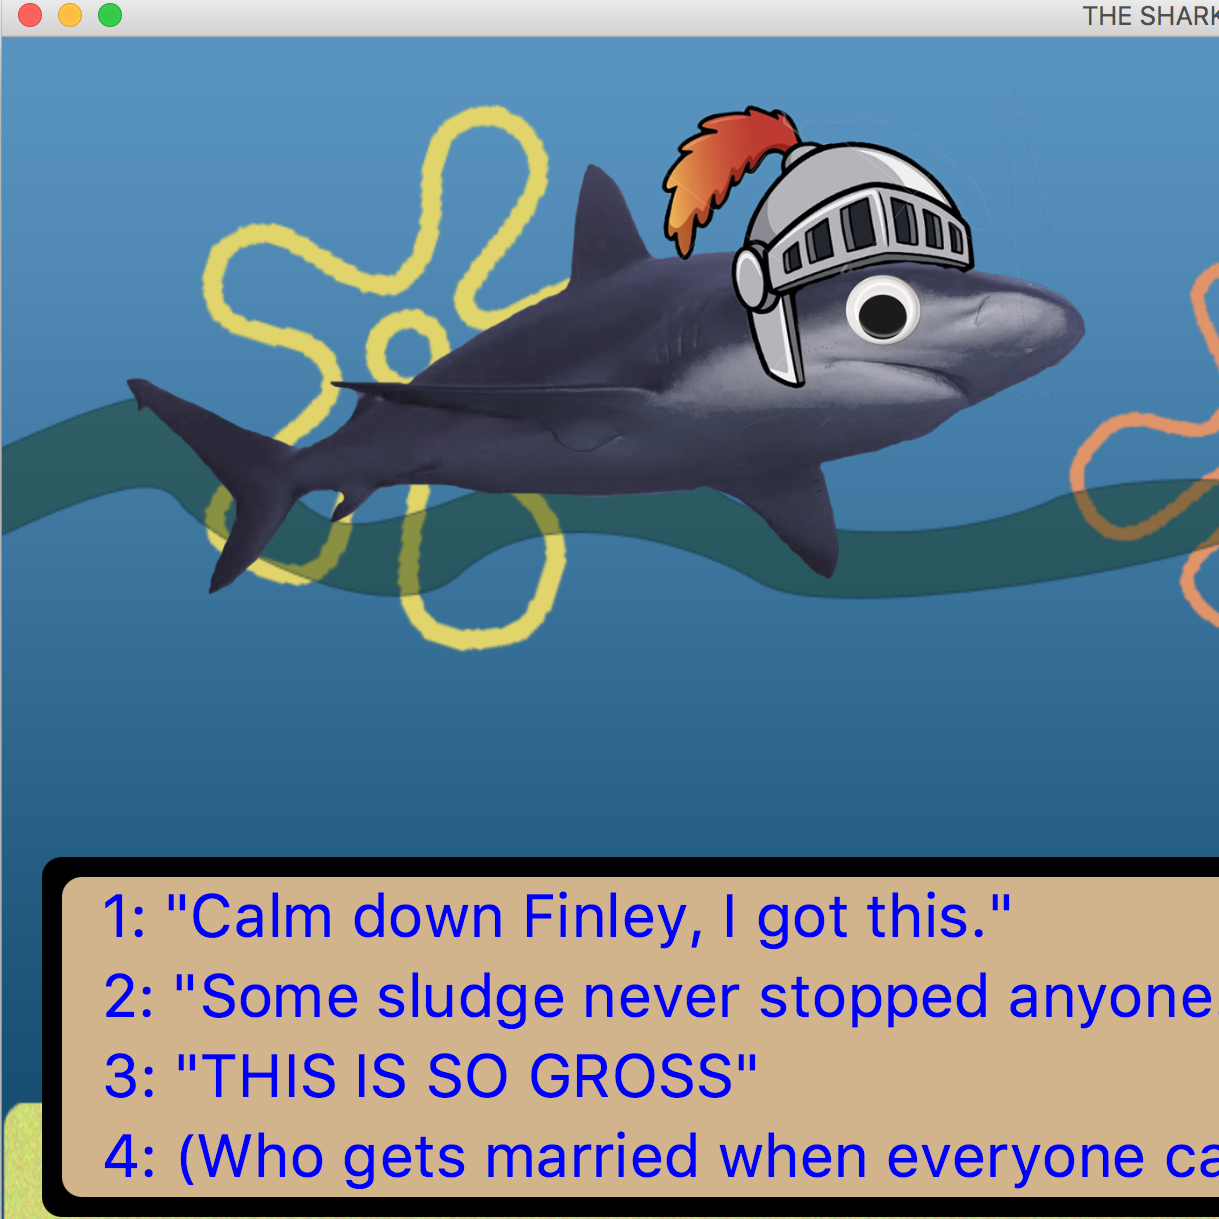 THE SHARK
1: "Calm down Finley, I got this."
2: "Some sludge never stopped anyone.
3: "THIS IS SO GROSS"
4: (Who gets married when everyone ca